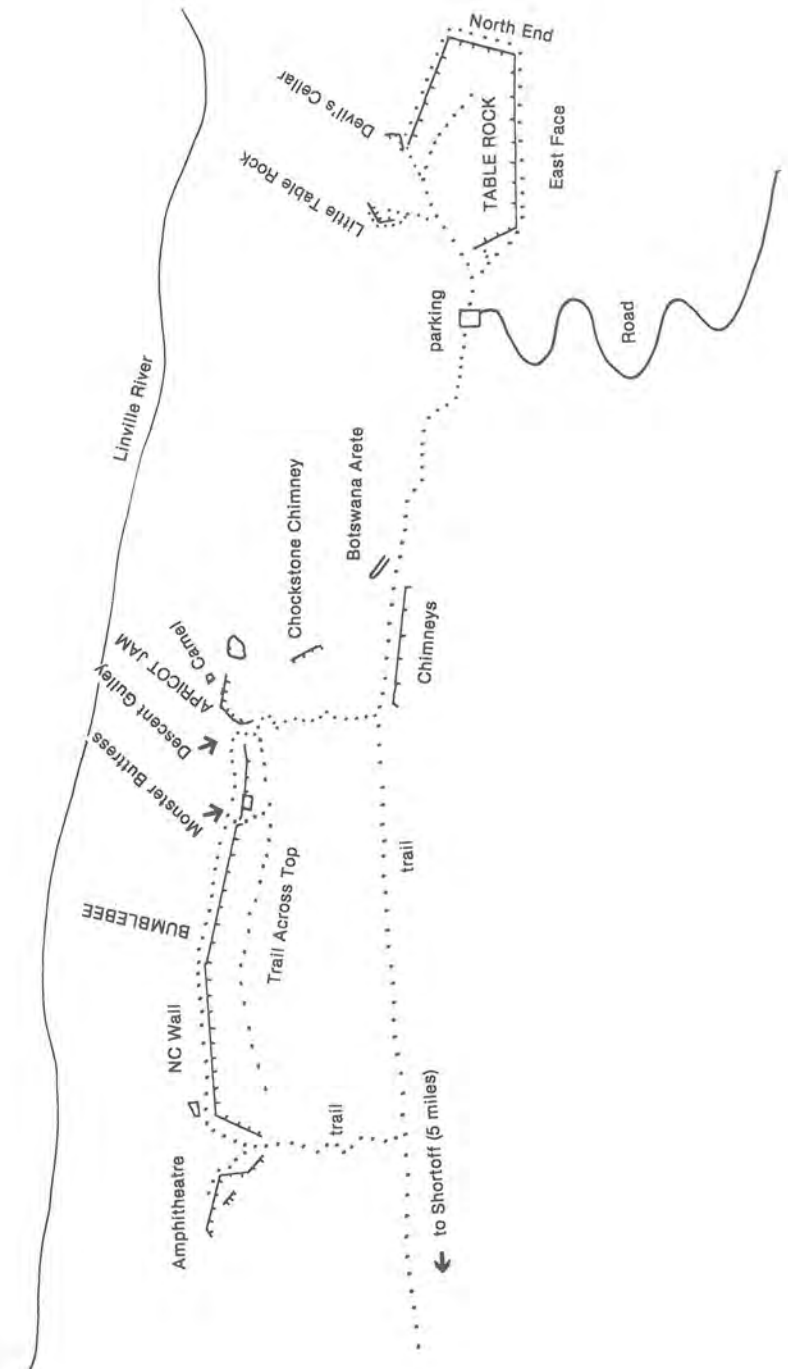 North End
Devil's Cellar
Little Table Rock
TABLE ROCK
East Face
parking
Road
Linville River
Botswana Arete
Chockstone Chimney
Chimneys
Camel
APRICOT JAM
Descent Gulley
Monster Buttress
BUMBLEBEE
Trail Across Top
trail
NC Wall
trail
Amphitheatre
to Shortoff (5 miles)